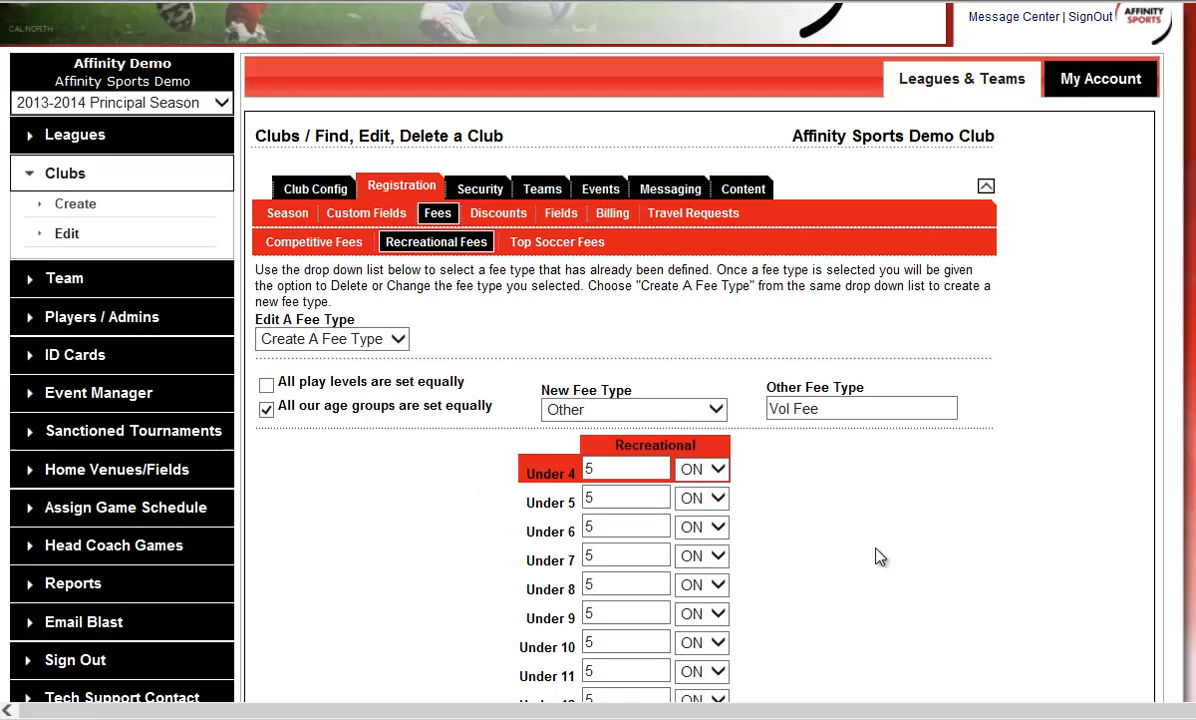 CAL NORTH
Message Center | SignOut
AFFINITY
SPORTS
Affinity Demo
Affinity Sports Demo
2013-2014 Principal Season
Leagues & Teams
My Account
Leagues
Clubs
Create
Edit
Team
Players / Admins
ID Cards
Event Manager
Sanctioned Tournaments
Home Venues/Fields
Assign Game Schedule
Head Coach Games
Reports
Email Blast
Sign Out
Tech Support Contact
Clubs / Find, Edit, Delete a Club
Affinity Sports Demo Club
Club Config Registration Security Teams Events Messaging Content
Season Custom Fields Fees Discounts Fields Billing Travel Requests
Competitive Fees Recreational Fees Top Soccer Fees
Use the drop down list below to select a fee type that has already been defined. Once a fee type is selected you will be given
the option to Delete or Change the fee type you selected. Choose "Create A Fee Type" from the same drop down list to create a
new fee type.
Edit A Fee Type
Create A Fee Type
All play levels are set equally
All our age groups are set equally
New Fee Type
Other
Other Fee Type
Vol Fee
Recreational
Under 4 5 ON
Under 5 5 ON
Under 6 5 ON
Under 7 5 ON
Under 8 5 ON
Under 9 5 ON
Under 10 5 ON
Under 11 5 ON
5 ON